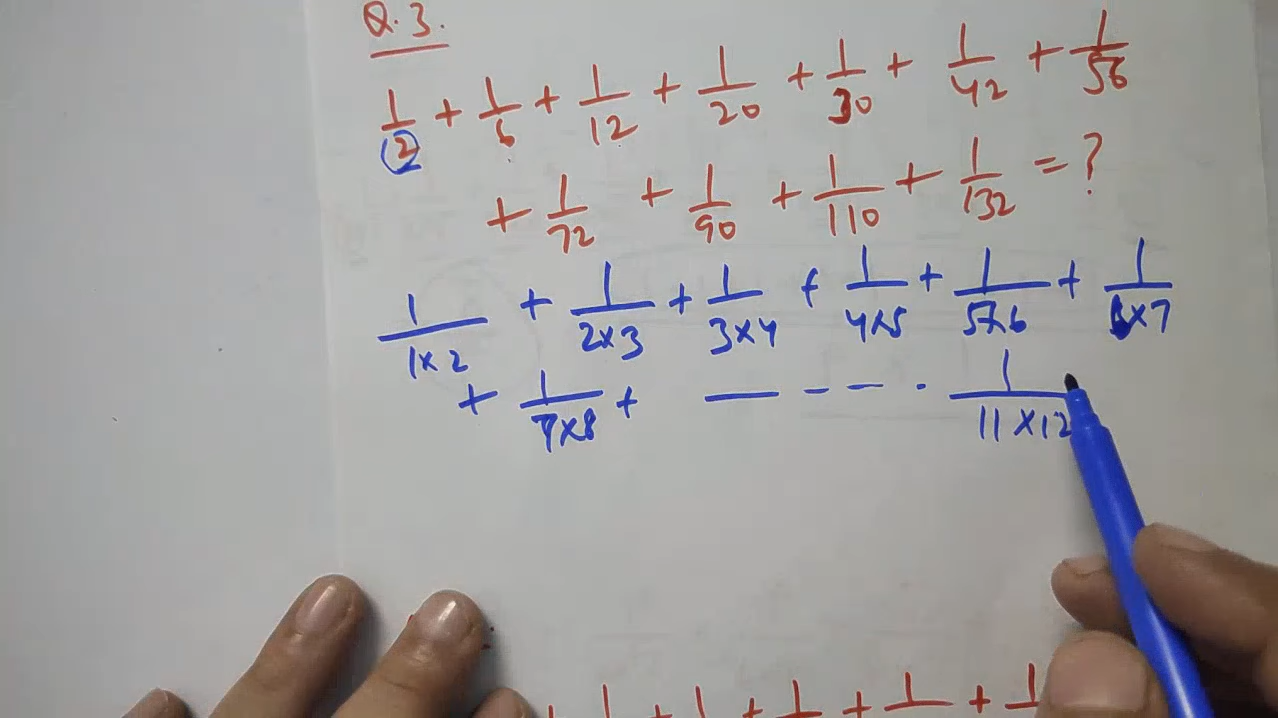 Q.3.
1/2 + 1/6 + 1/12 + 1/20 + 1/30 + 1/42 + 1/56
+ 1/72 + 1/90 + 1/110 + 1/132 = ?
1/1×2 + 1/2×3 + 1/3×4 + 1/4×5 + 1/5×6 + 1/6×7
+ 1/7×8 + — - - - . 1/11×12